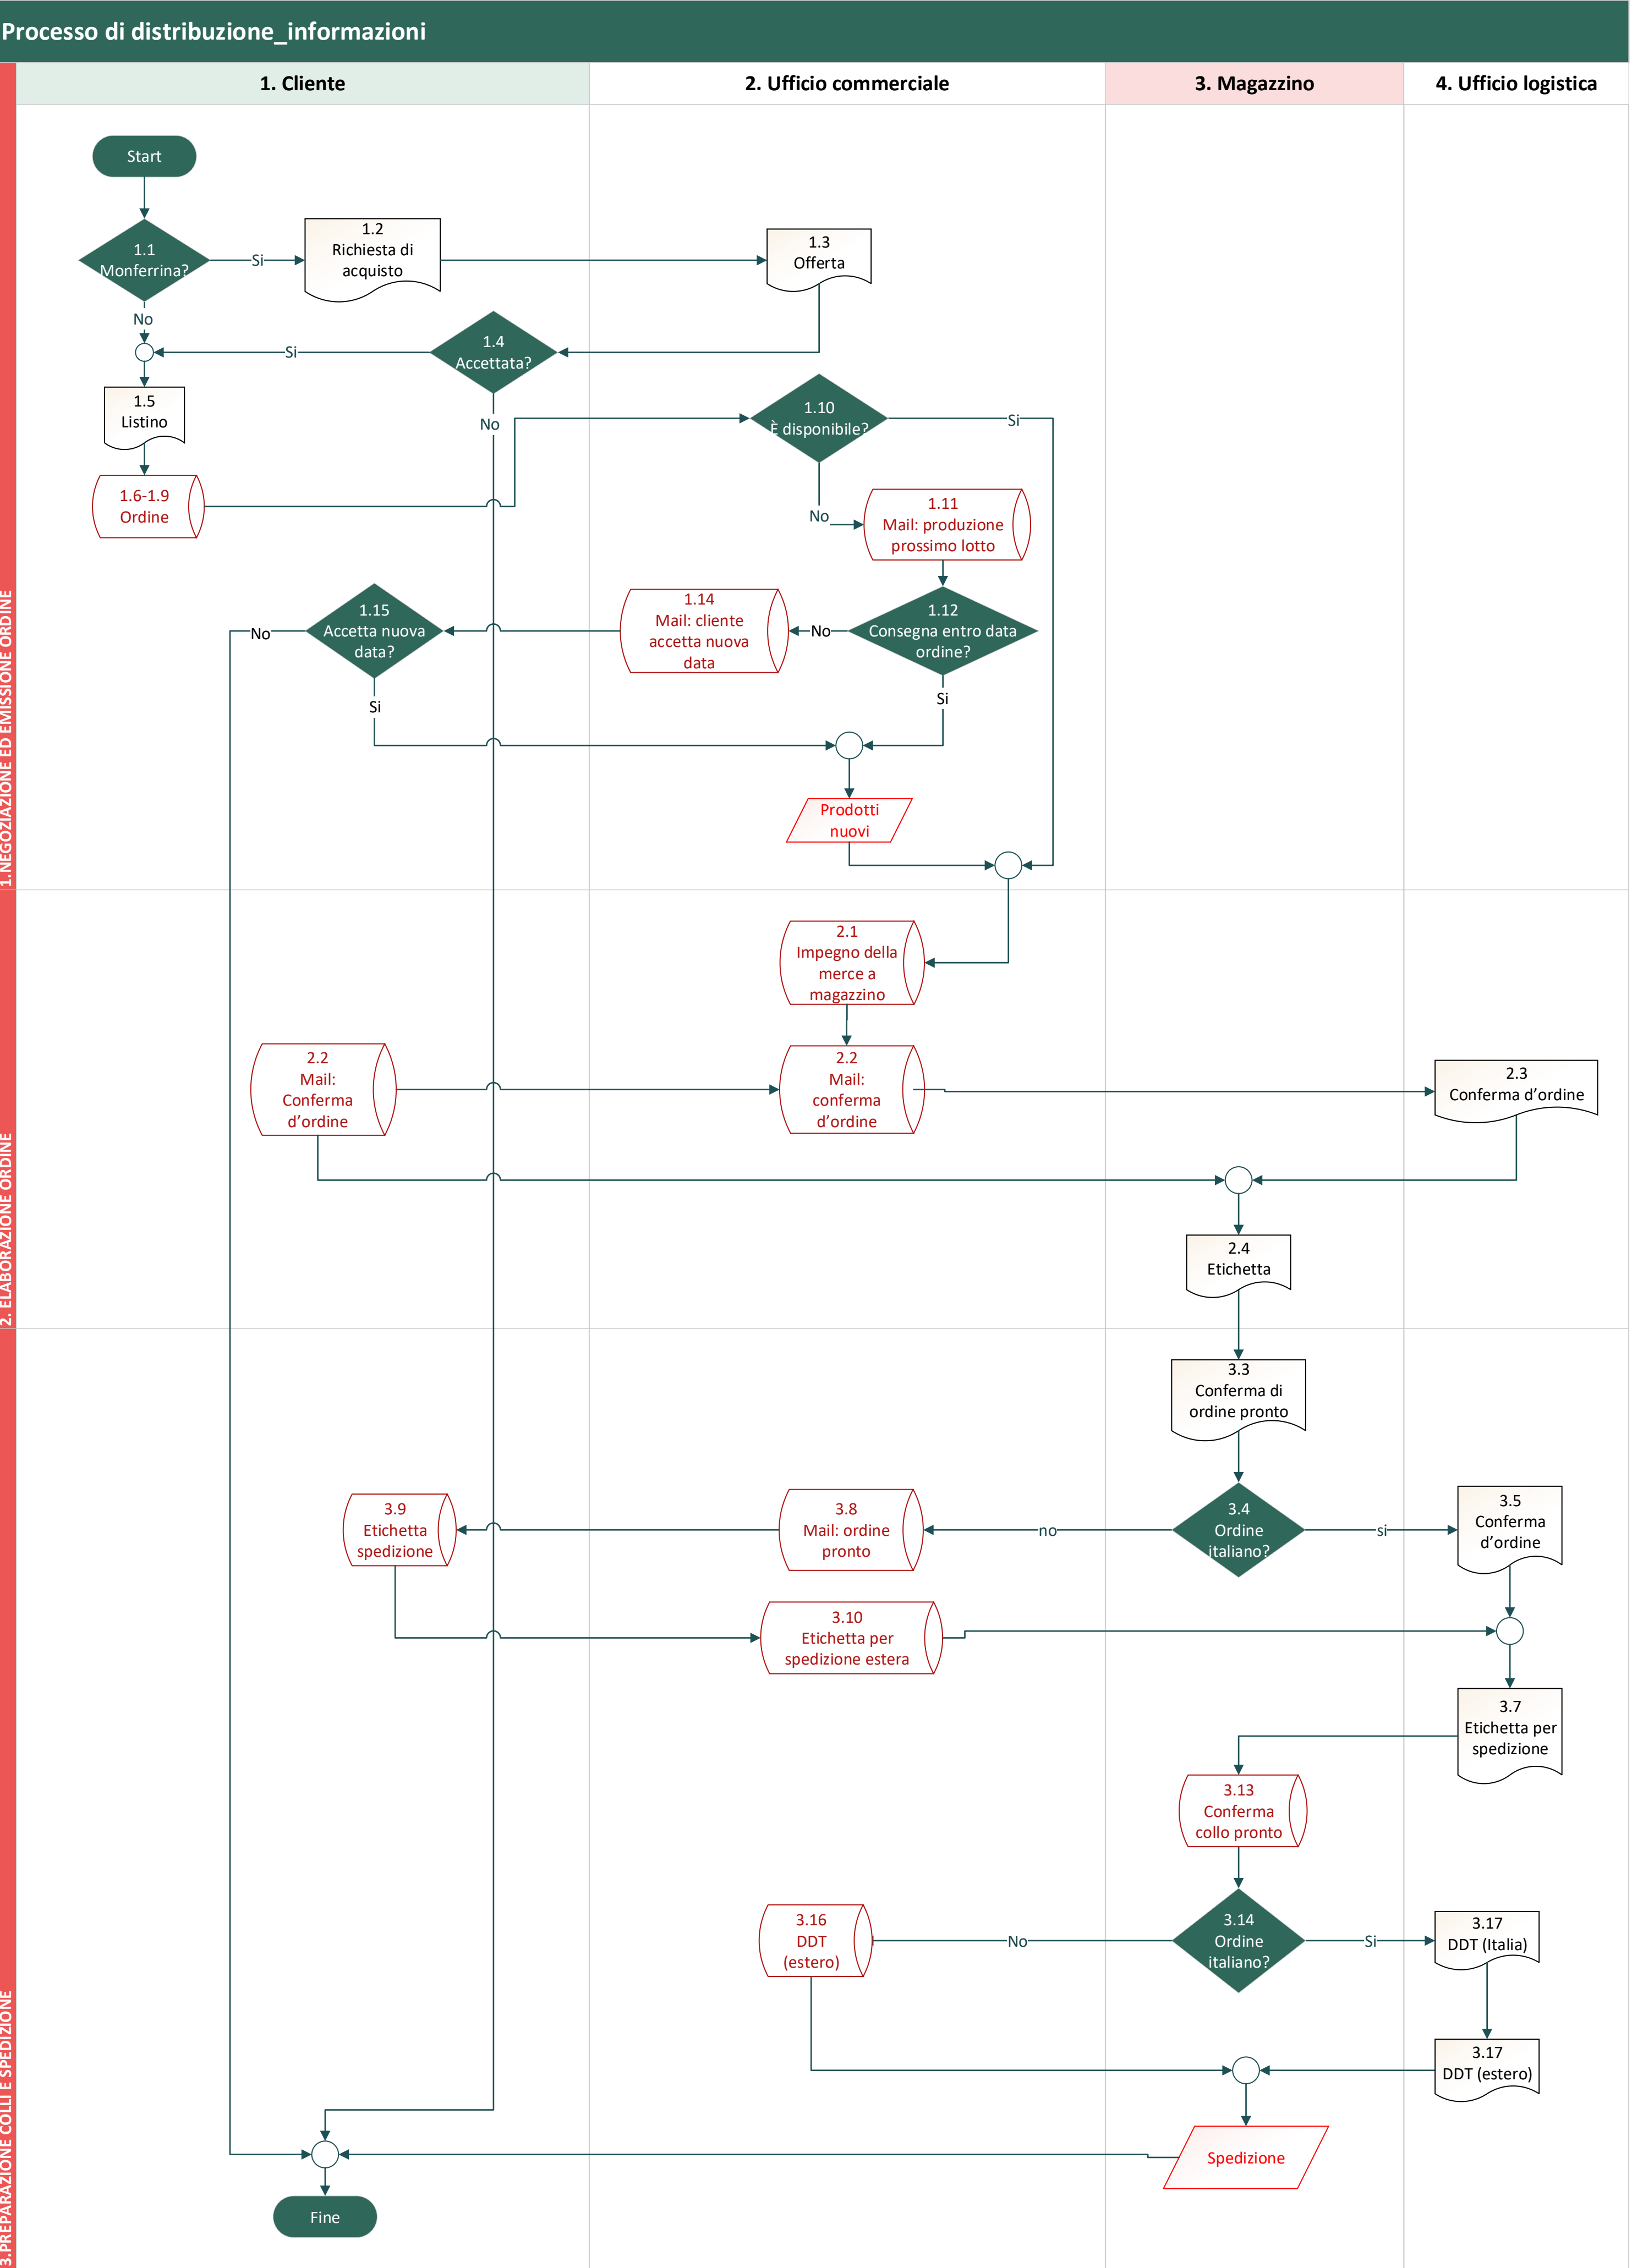 Processo di distribuzione_informazioni
1. Cliente
2. Ufficio commerciale
3. Magazzino
4. Ufficio logistica
1.NEGOZIAZIONE ED EMISSIONE ORDINE
Start
1.1
Monferrina?
Si
1.2
Richiesta di
acquisto
1.3
Offerta
No
1.4
Accettata?
Si
No
1.5
Listino
1.6-1.9
Ordine
1.10
È disponibile?
Si
No
1.11
Mail: produzione
prossimo lotto
1.12
Consegna entro data
ordine?
No
1.14
Mail: cliente
accetta nuova
data
1.15
Accetta nuova
data?
No
Si
Si
Prodotti
nuovi
2. ELABORAZIONE ORDINE
2.1
Impegno della
merce a
magazzino
2.2
Mail:
Conferma
d’ordine
2.2
Mail:
conferma
d’ordine
2.3
Conferma d’ordine
2.4
Etichetta
3.PREPARAZIONE COLLI E SPEDIZIONE
3.3
Conferma di
ordine pronto
3.4
Ordine
italiano?
no
si
3.5
Conferma
d’ordine
3.8
Mail: ordine
pronto
3.9
Etichetta
spedizione
3.10
Etichetta per
spedizione estera
3.7
Etichetta per
spedizione
3.13
Conferma
collo pronto
3.14
Ordine
italiano?
No
Si
3.16
DDT
(estero)
3.17
DDT (Italia)
3.17
DDT (estero)
Spedizione
Fine